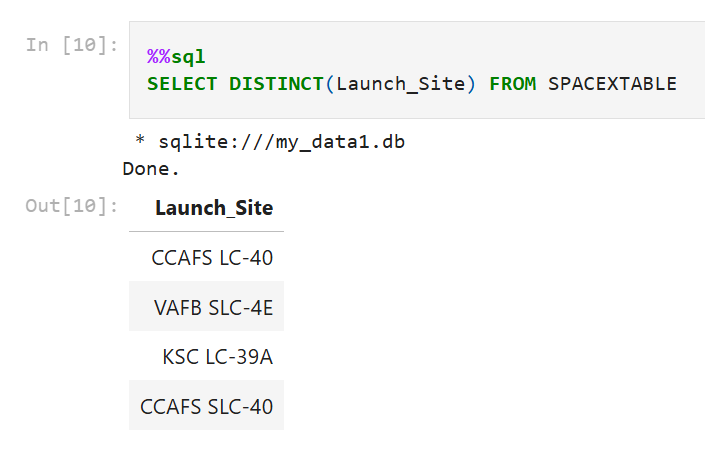 In [10]:
%%sql
SELECT DISTINCT(Launch_Site) FROM SPACEXTABLE
* sqlite:///my_data1.db
Done.
Out[10]:
Launch_Site
CCAFS LC-40
VAFB SLC-4E
KSC LC-39A
CCAFS SLC-40